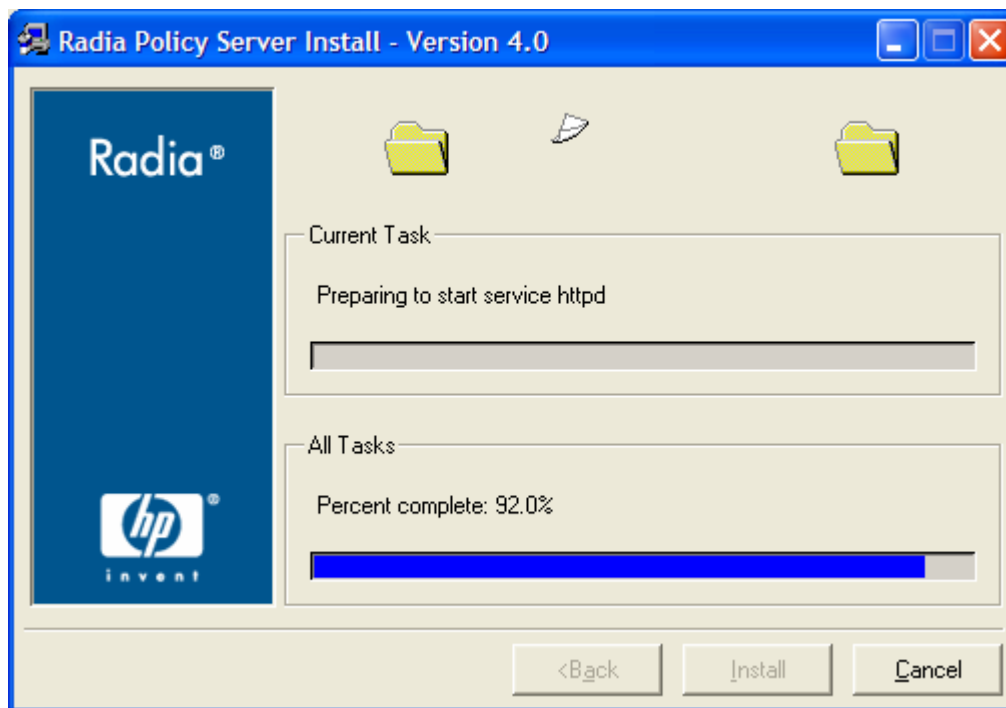 Radia Policy Server Install - Version 4.0
Radia®
Current Task
Preparing to start service httpd
All Tasks
Percent complete: 92.0%
hp®
invent
<Back
Install
Cancel